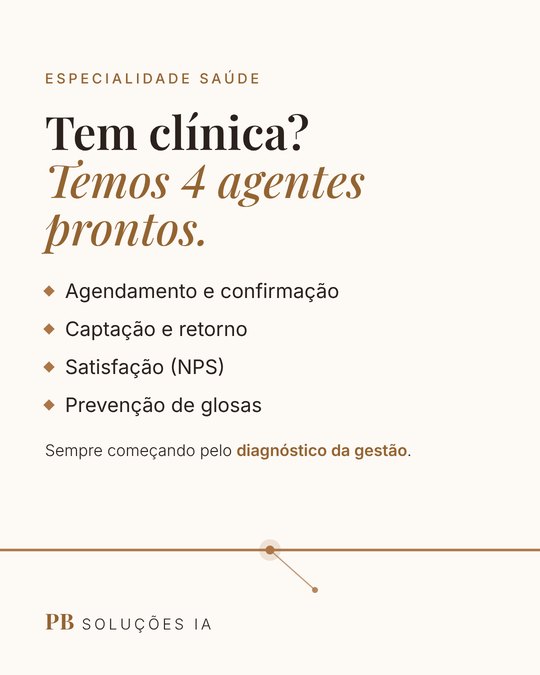 ESPECIALIDADE SAÚDE
Tem clínica?
Temos 4 agentes
prontos.
Agendamento e confirmação
Captação e retorno
Satisfação (NPS)
Prevenção de glosas
Sempre começando pelo diagnóstico da gestão.
PB SOLUÇÕES IA